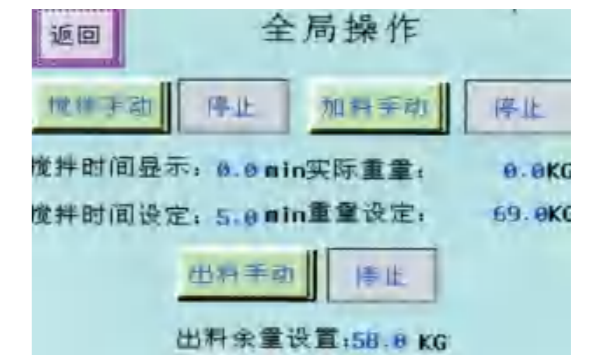 返回
全局操作
搅拌手动 停止 加料手动 停止
搅拌时间显示: 0.0min实际重量: 0.0KG
搅拌时间设定: 5.0min重量设定: 69.0KG
出料手动 停止
出料余量设置:58.0 KG